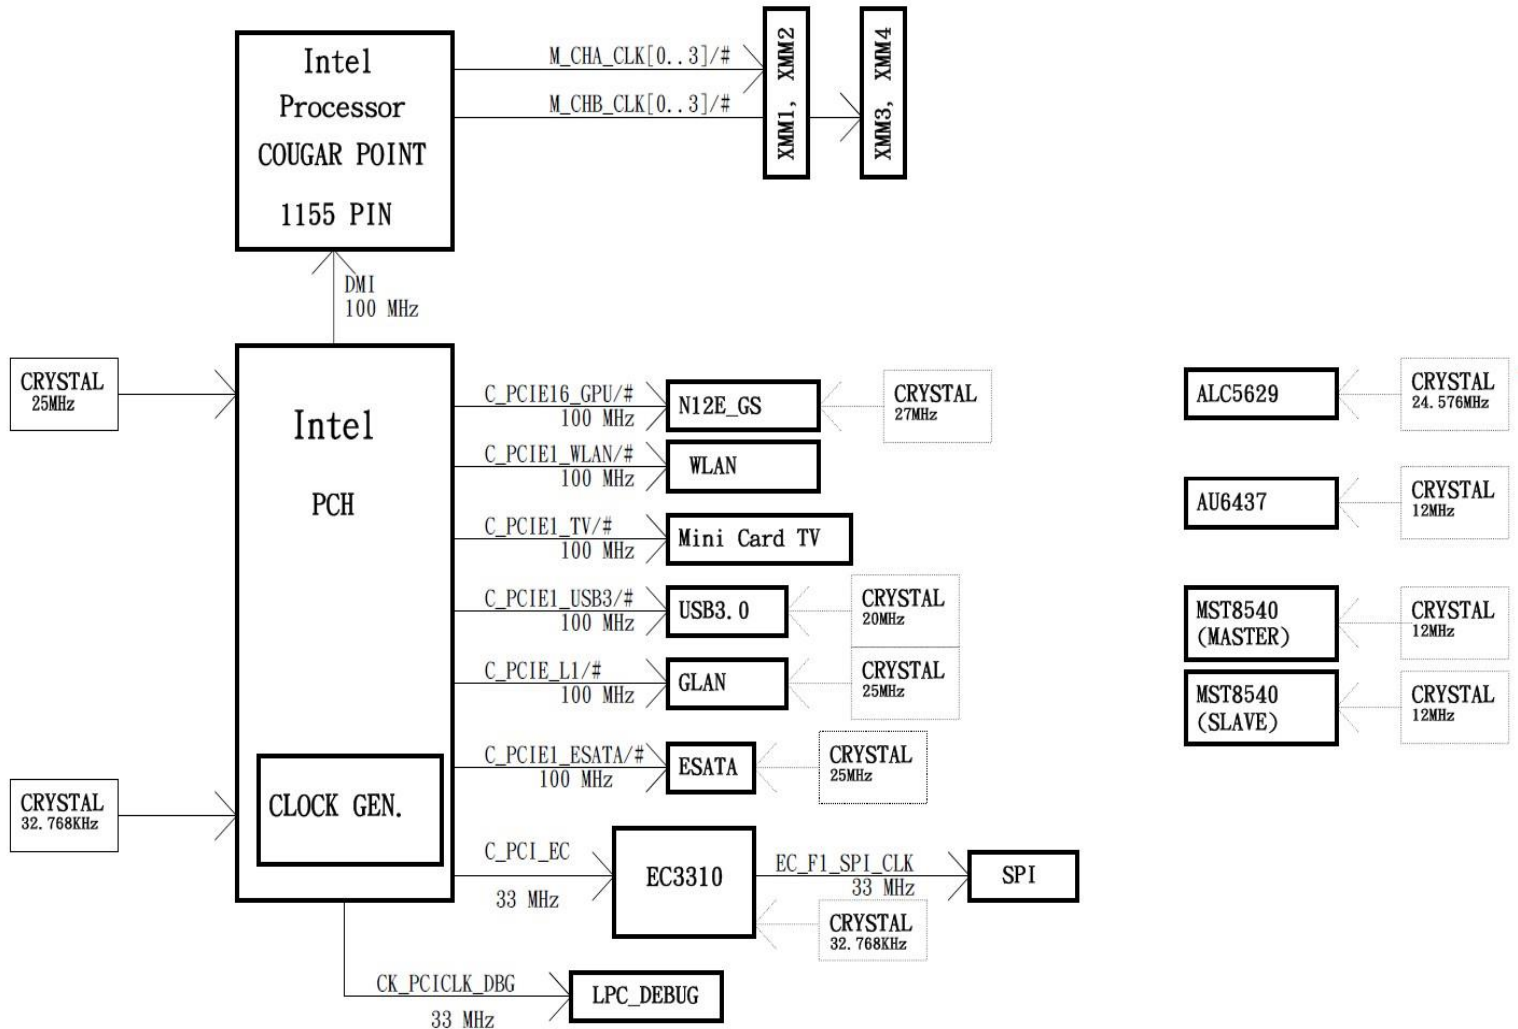 Intel
Processor
COUGAR POINT
1155 PIN
M_CHA_CLK[0..3]/#
M_CHB_CLK[0..3]/#
XMM1, XMM2
XMM3, XMM4
DMI
100 MHz
CRYSTAL
25MHz
Intel
PCH
CLOCK GEN.
CRYSTAL
32.768KHz
C_PCIE16_GPU/#
100 MHz
N12E_GS
CRYSTAL
27MHz
C_PCIE1_WLAN/#
100 MHz
WLAN
C_PCIE1_TV/#
100 MHz
Mini Card TV
C_PCIE1_USB3/#
100 MHz
USB3.0
CRYSTAL
20MHz
C_PCIE_L1/#
100 MHz
GLAN
CRYSTAL
25MHz
C_PCIE1_ESATA/#
100 MHz
ESATA
CRYSTAL
25MHz
C_PCI_EC
33 MHz
EC3310
EC_F1_SPI_CLK
33 MHz
SPI
CRYSTAL
32.768KHz
CK_PCICLK_DBG
33 MHz
LPC_DEBUG
ALC5629
CRYSTAL
24.576MHz
AU6437
CRYSTAL
12MHz
MST8540
(MASTER)
CRYSTAL
12MHz
MST8540
(SLAVE)
CRYSTAL
12MHz